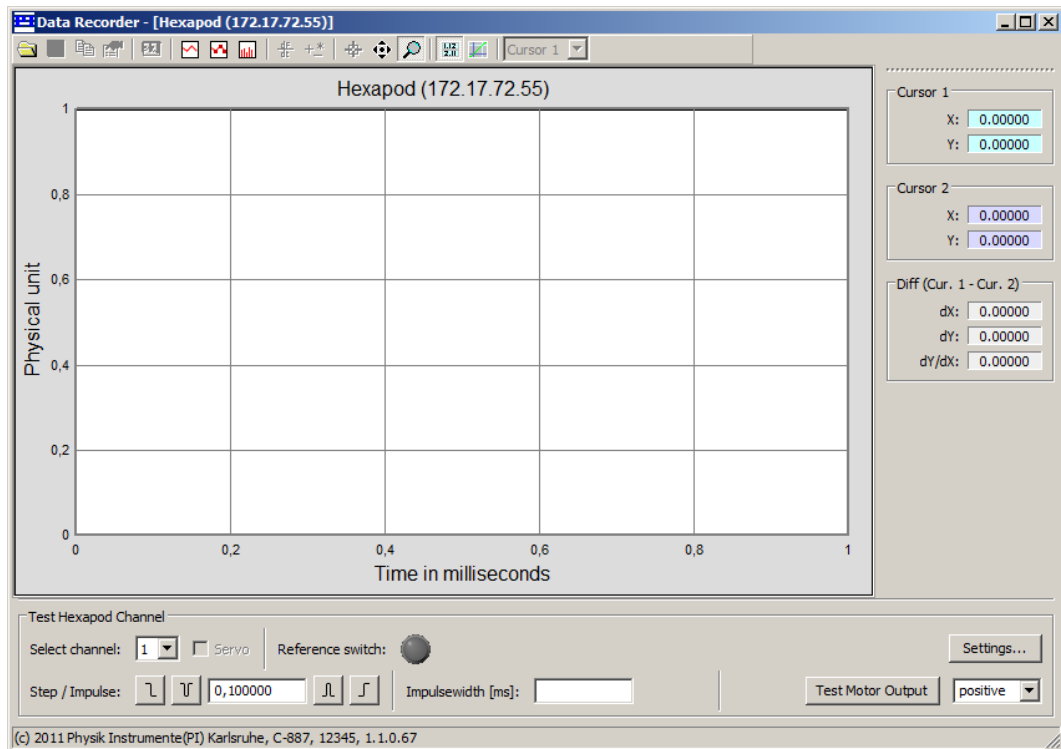 Data Recorder - [Hexapod (172.17.72.55)]
Cursor 1
Hexapod (172.17.72.55)
Physical unit
1
0,8
0,6
0,4
0,2
0
0
0,2
0,4
0,6
0,8
1
Time in milliseconds
Cursor 1
X: 0.00000
Y: 0.00000
Cursor 2
X: 0.00000
Y: 0.00000
Diff (Cur. 1 - Cur. 2)
dX: 0.00000
dY: 0.00000
dY/dX: 0.00000
Test Hexapod Channel
Select channel: 1 Servo Reference switch: Settings...
Step / Impulse: 0,100000 Impulsewidth [ms]: Test Motor Output positive
(c) 2011 Physik Instrumente(PI) Karlsruhe, C-887, 12345, 1.1.0.67